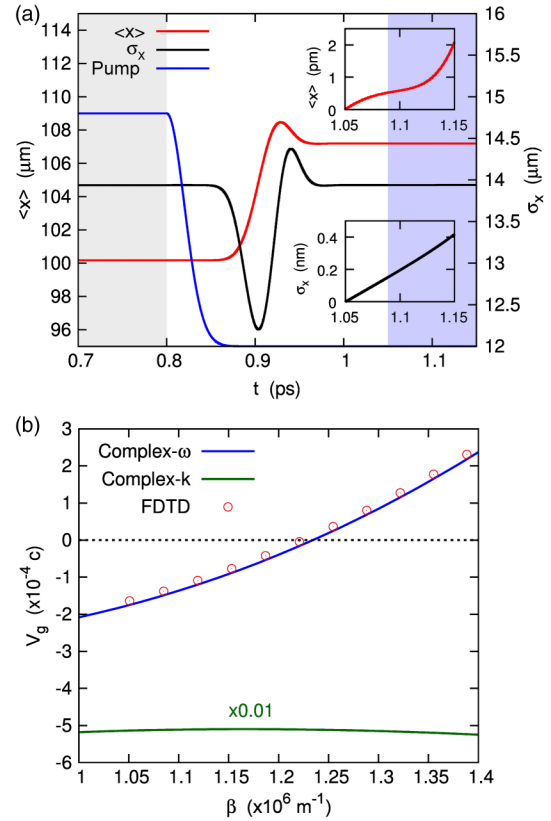 (a)
<x>
σx
Pump
115
113
111
109
108
106
104
102
100
98
96
<x> (μm)
16
15.5
15
14.5
14
13.5
13
12.5
12
σx (μm)
<x> (pm)
2
1
0
1.05 1.1 1.15
σx (nm)
0.4
0.2
0
1.05 1.1 1.15
0.7 0.8 0.9 1 1.1
t (ps)
(b)
Complex-ω
Complex-k
FDTD
3
2
1
0
-1
-2
-3
-4
-5
-6
Vg (x10⁻⁴ c)
x0.01
1 1.05 1.1 1.15 1.2 1.25 1.3 1.35 1.4
β (x10⁶ m⁻¹)